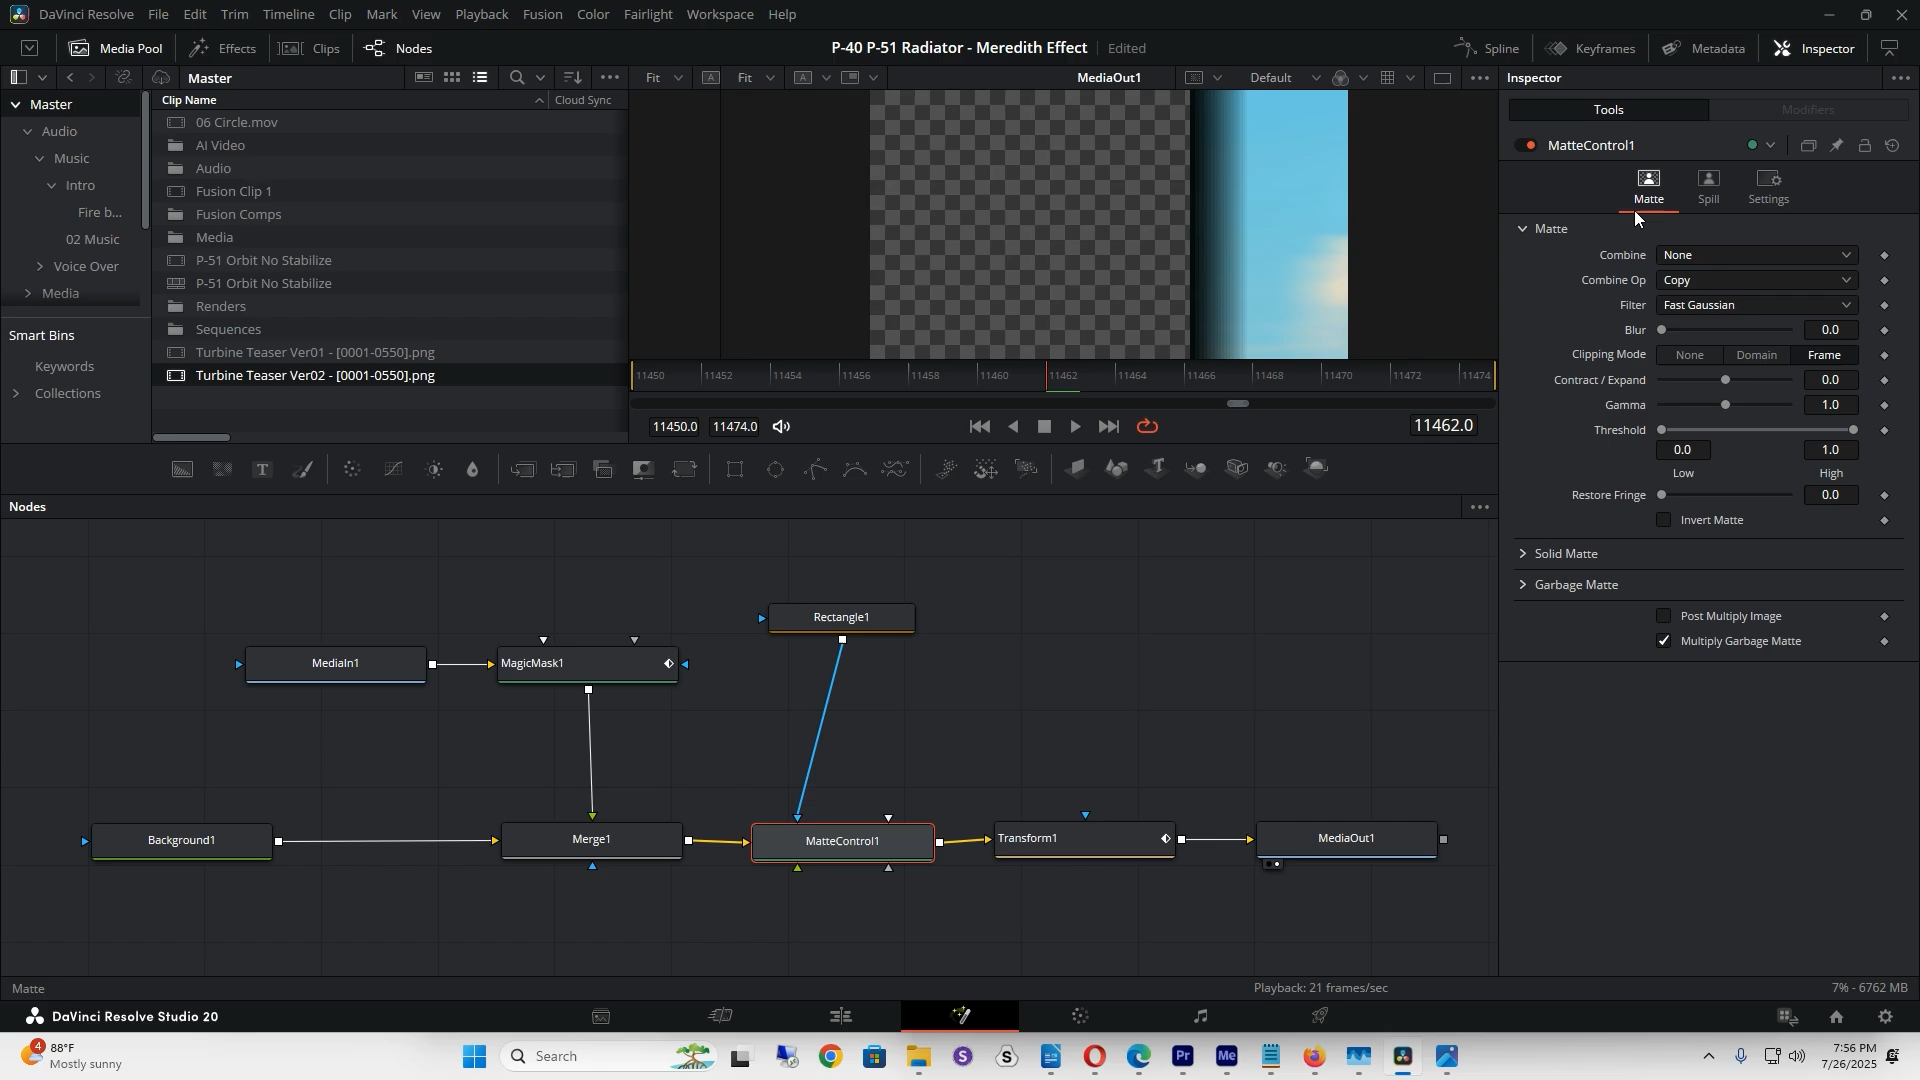 DaVinci Resolve File Edit Trim Timeline Clip Mark View Playback Fusion Color Fairlight Workspace Help
Media Pool Effects Clips Nodes P-40 P-51 Radiator - Meredith Effect Edited Spline Keyframes Metadata Inspector
Master Fit Fit MediaOut1 Default Inspector
Master
Audio
Music
Intro
Fire b...
02 Music
Voice Over
Media
Smart Bins
Keywords
Collections
Clip Name Cloud Sync
06 Circle.mov
AI Video
Audio
Fusion Clip 1
Fusion Comps
Media
P-51 Orbit No Stabilize
P-51 Orbit No Stabilize
Renders
Sequences
Turbine Teaser Ver01 - [0001-0550].png
Turbine Teaser Ver02 - [0001-0550].png
11450 11452 11454 11456 11458 11460 11462 11464 11466 11468 11470 11472 11474
11450.0 11474.0 11462.0
Tools Modifiers
MatteControl1
Matte Spill Settings
Matte
Combine None
Combine Op Copy
Filter Fast Gaussian
Blur 0.0
Clipping Mode None Domain Frame
Contract / Expand 0.0
Gamma 1.0
Threshold
0.0 1.0
Low High
Restore Fringe 0.0
Invert Matte
Solid Matte
Garbage Matte
Post Multiply Image
Multiply Garbage Matte
T
Nodes
Rectangle1
MediaIn1 MagicMask1
Background1 Merge1 MatteControl1 Transform1 MediaOut1
Matte Playback: 21 frames/sec 7% - 6762 MB
DaVinci Resolve Studio 20
4 88°F
Mostly sunny
Search
S S Pr Me
7:56 PM
7/26/2025